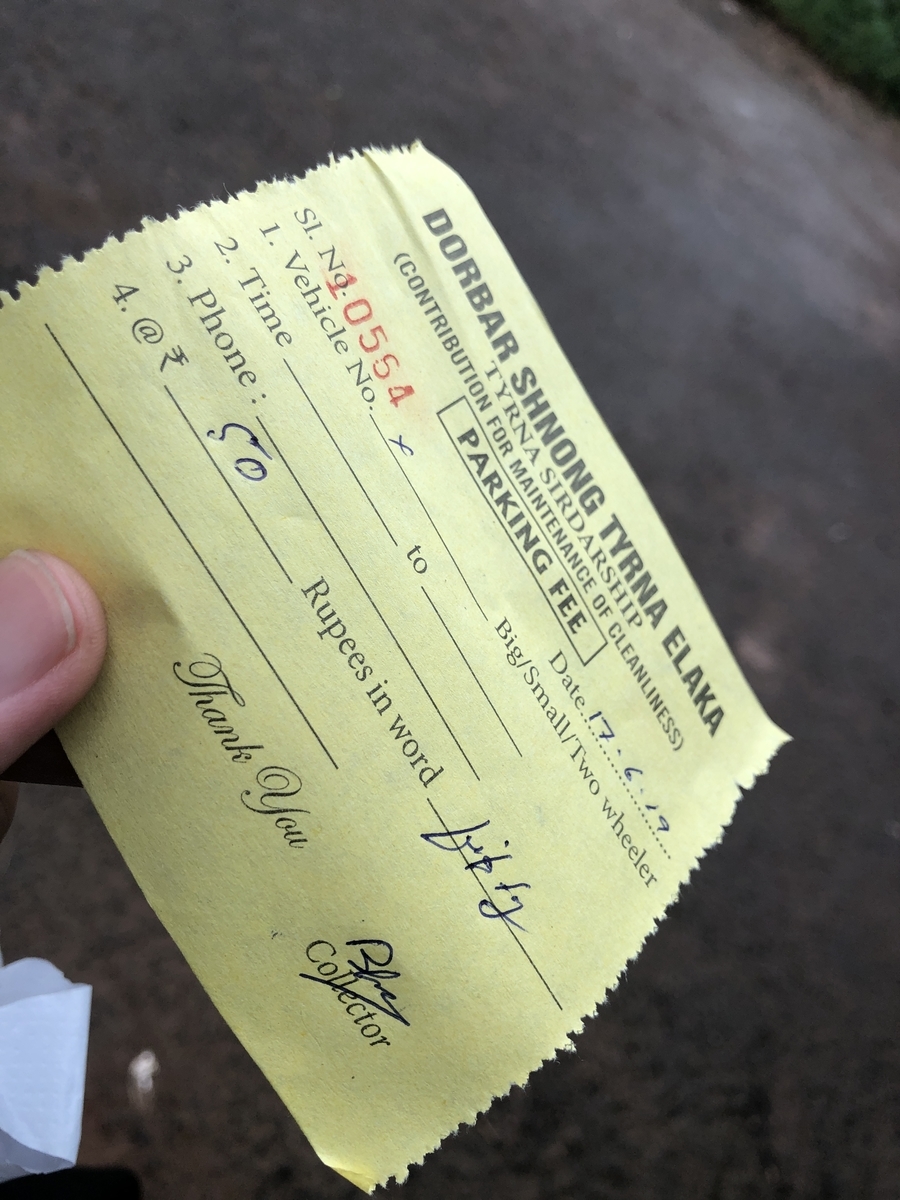 DORBAR SHNONG TYRNA ELAKA
TYRNA SIRDARSHIP
(CONTRIBUTION FOR MAINTENANCE OF CLEANLINESS)
PARKING FEE
Sl. No. 10554 Date. 17.6.19
1. Vehicle No. x Big/Small/Two wheeler
2. Time to
3. Phone :
4. @ ₹ 50 Rupees in word fifty
Thank You
Collector